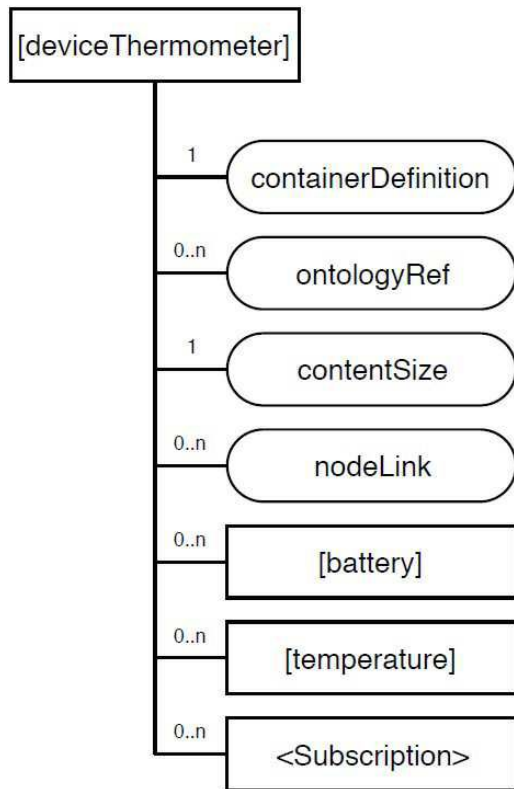 [deviceThermometer]
1
containerDefinition
0..n
ontologyRef
1
contentSize
0..n
nodeLink
0..n
[battery]
0..n
[temperature]
0..n
<Subscription>